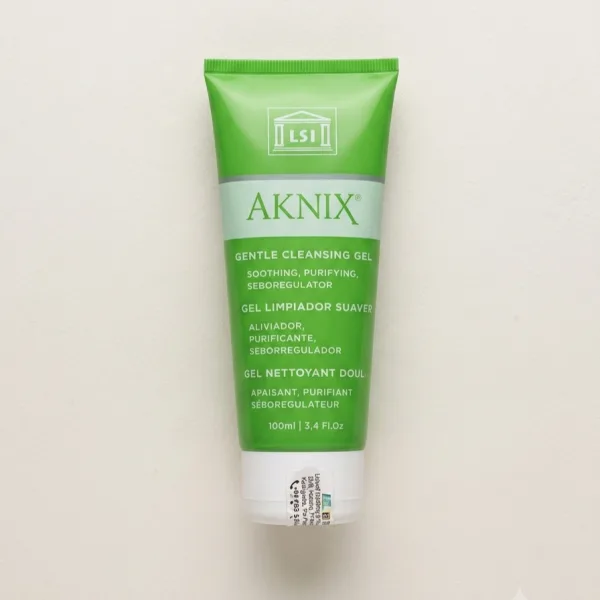 LSI
AKNIX®
GENTLE CLEANSING GEL
SOOTHING, PURIFYING,
SEBOREGULATOR
GEL LIMPIADOR SUAVER
ALIVIADOR,
PURIFICANTE,
SEBORREGULADOR
GEL NETTOYANT DOUL
APAISANT, PURIFIANT
SÉBOREGULATEUR
100ml | 3,4 Fl.Oz